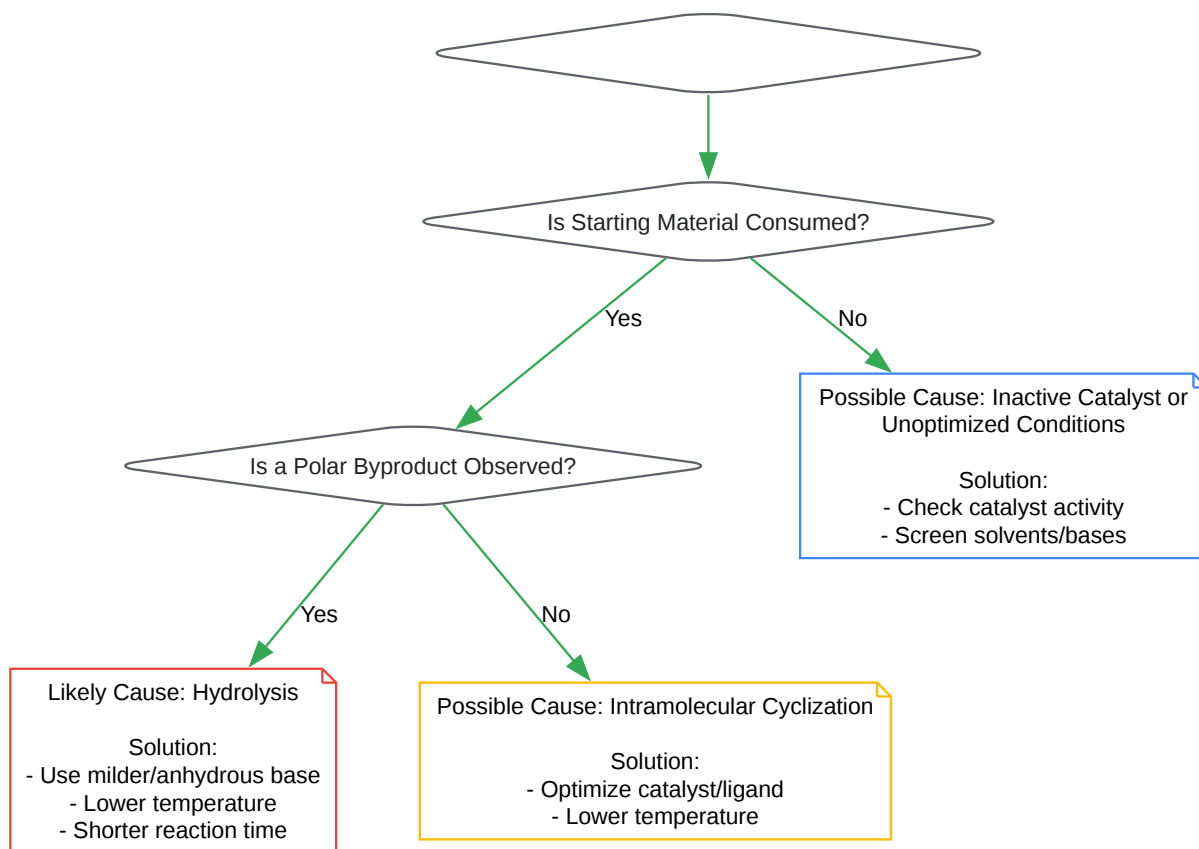 Is Starting Material Consumed?
Yes
No
Possible Cause: Inactive Catalyst or
Unoptimized Conditions
Solution:
- Check catalyst activity
- Screen solvents/bases
Is a Polar Byproduct Observed?
Yes
No
Likely Cause: Hydrolysis
Solution:
- Use milder/anhydrous base
- Lower temperature
- Shorter reaction time
Possible Cause: Intramolecular Cyclization
Solution:
- Optimize catalyst/ligand
- Lower temperature